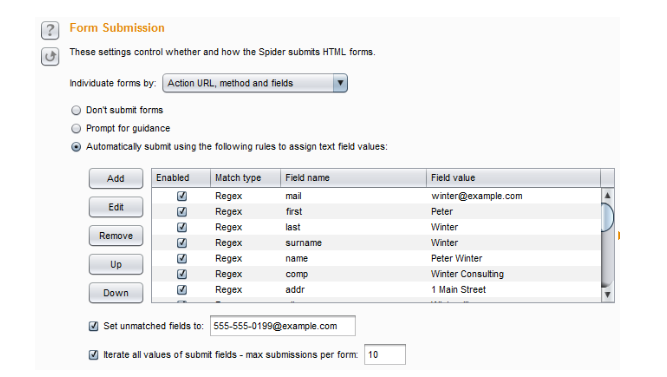 ?
Form Submission
These settings control whether and how the Spider submits HTML forms.
Individuate forms by: Action URL, method and fields
Don't submit forms
Prompt for guidance
Automatically submit using the following rules to assign text field values:
Add
Edit
Remove
Up
Down
Enabled Match type Field name Field value
Regex mail winter@example.com
Regex first Peter
Regex last Winter
Regex surname Winter
Regex name Peter Winter
Regex comp Winter Consulting
Regex addr 1 Main Street
Set unmatched fields to: 555-555-0199@example.com
Iterate all values of submit fields - max submissions per form: 10